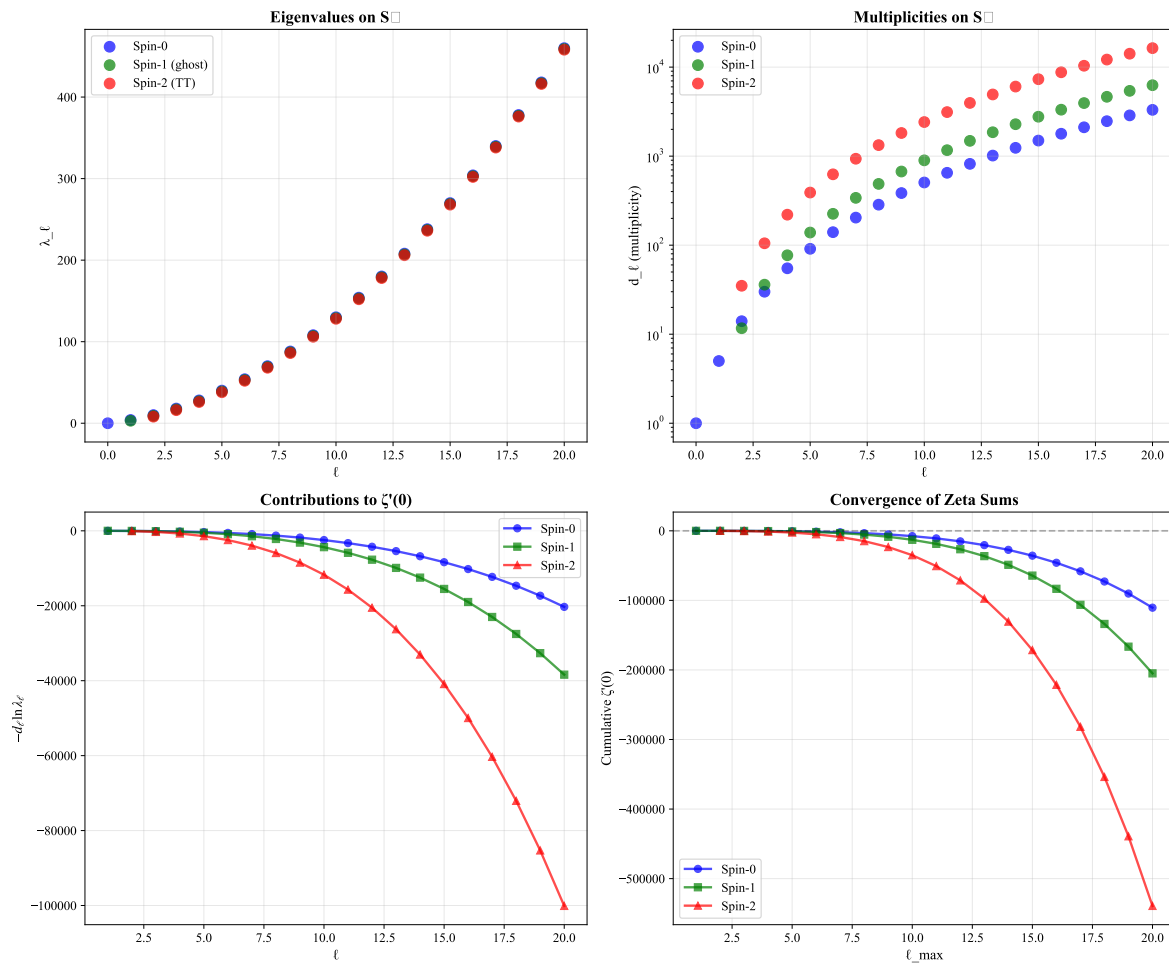 Eigenvalues on S□
Spin-0
Spin-1 (ghost)
Spin-2 (TT)
400
300
200
100
0
λ_ℓ
0.0 2.5 5.0 7.5 10.0 12.5 15.0 17.5 20.0
ℓ
Multiplicities on S□
Spin-0
Spin-1
Spin-2
10⁴
10³
10²
10¹
10⁰
d_ℓ (multiplicity)
0.0 2.5 5.0 7.5 10.0 12.5 15.0 17.5 20.0
ℓ
Contributions to ζ'(0)
Spin-0
Spin-1
Spin-2
0
−20000
−40000
−60000
−80000
−100000
−d_ℓ ln λ_ℓ
2.5 5.0 7.5 10.0 12.5 15.0 17.5 20.0
ℓ
Convergence of Zeta Sums
0
−100000
−200000
−300000
−400000
−500000
Cumulative ζ'(0)
Spin-0
Spin-1
Spin-2
2.5 5.0 7.5 10.0 12.5 15.0 17.5 20.0
ℓ_max